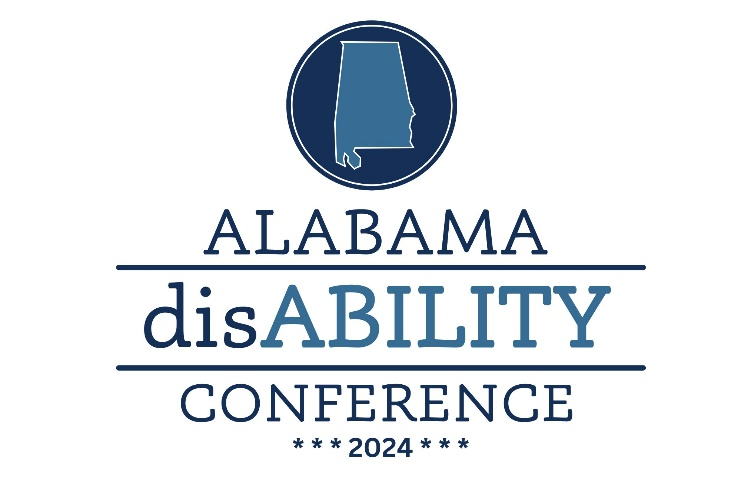 ALABAMA
disABILITY
CONFERENCE
* * * 2024 * * *